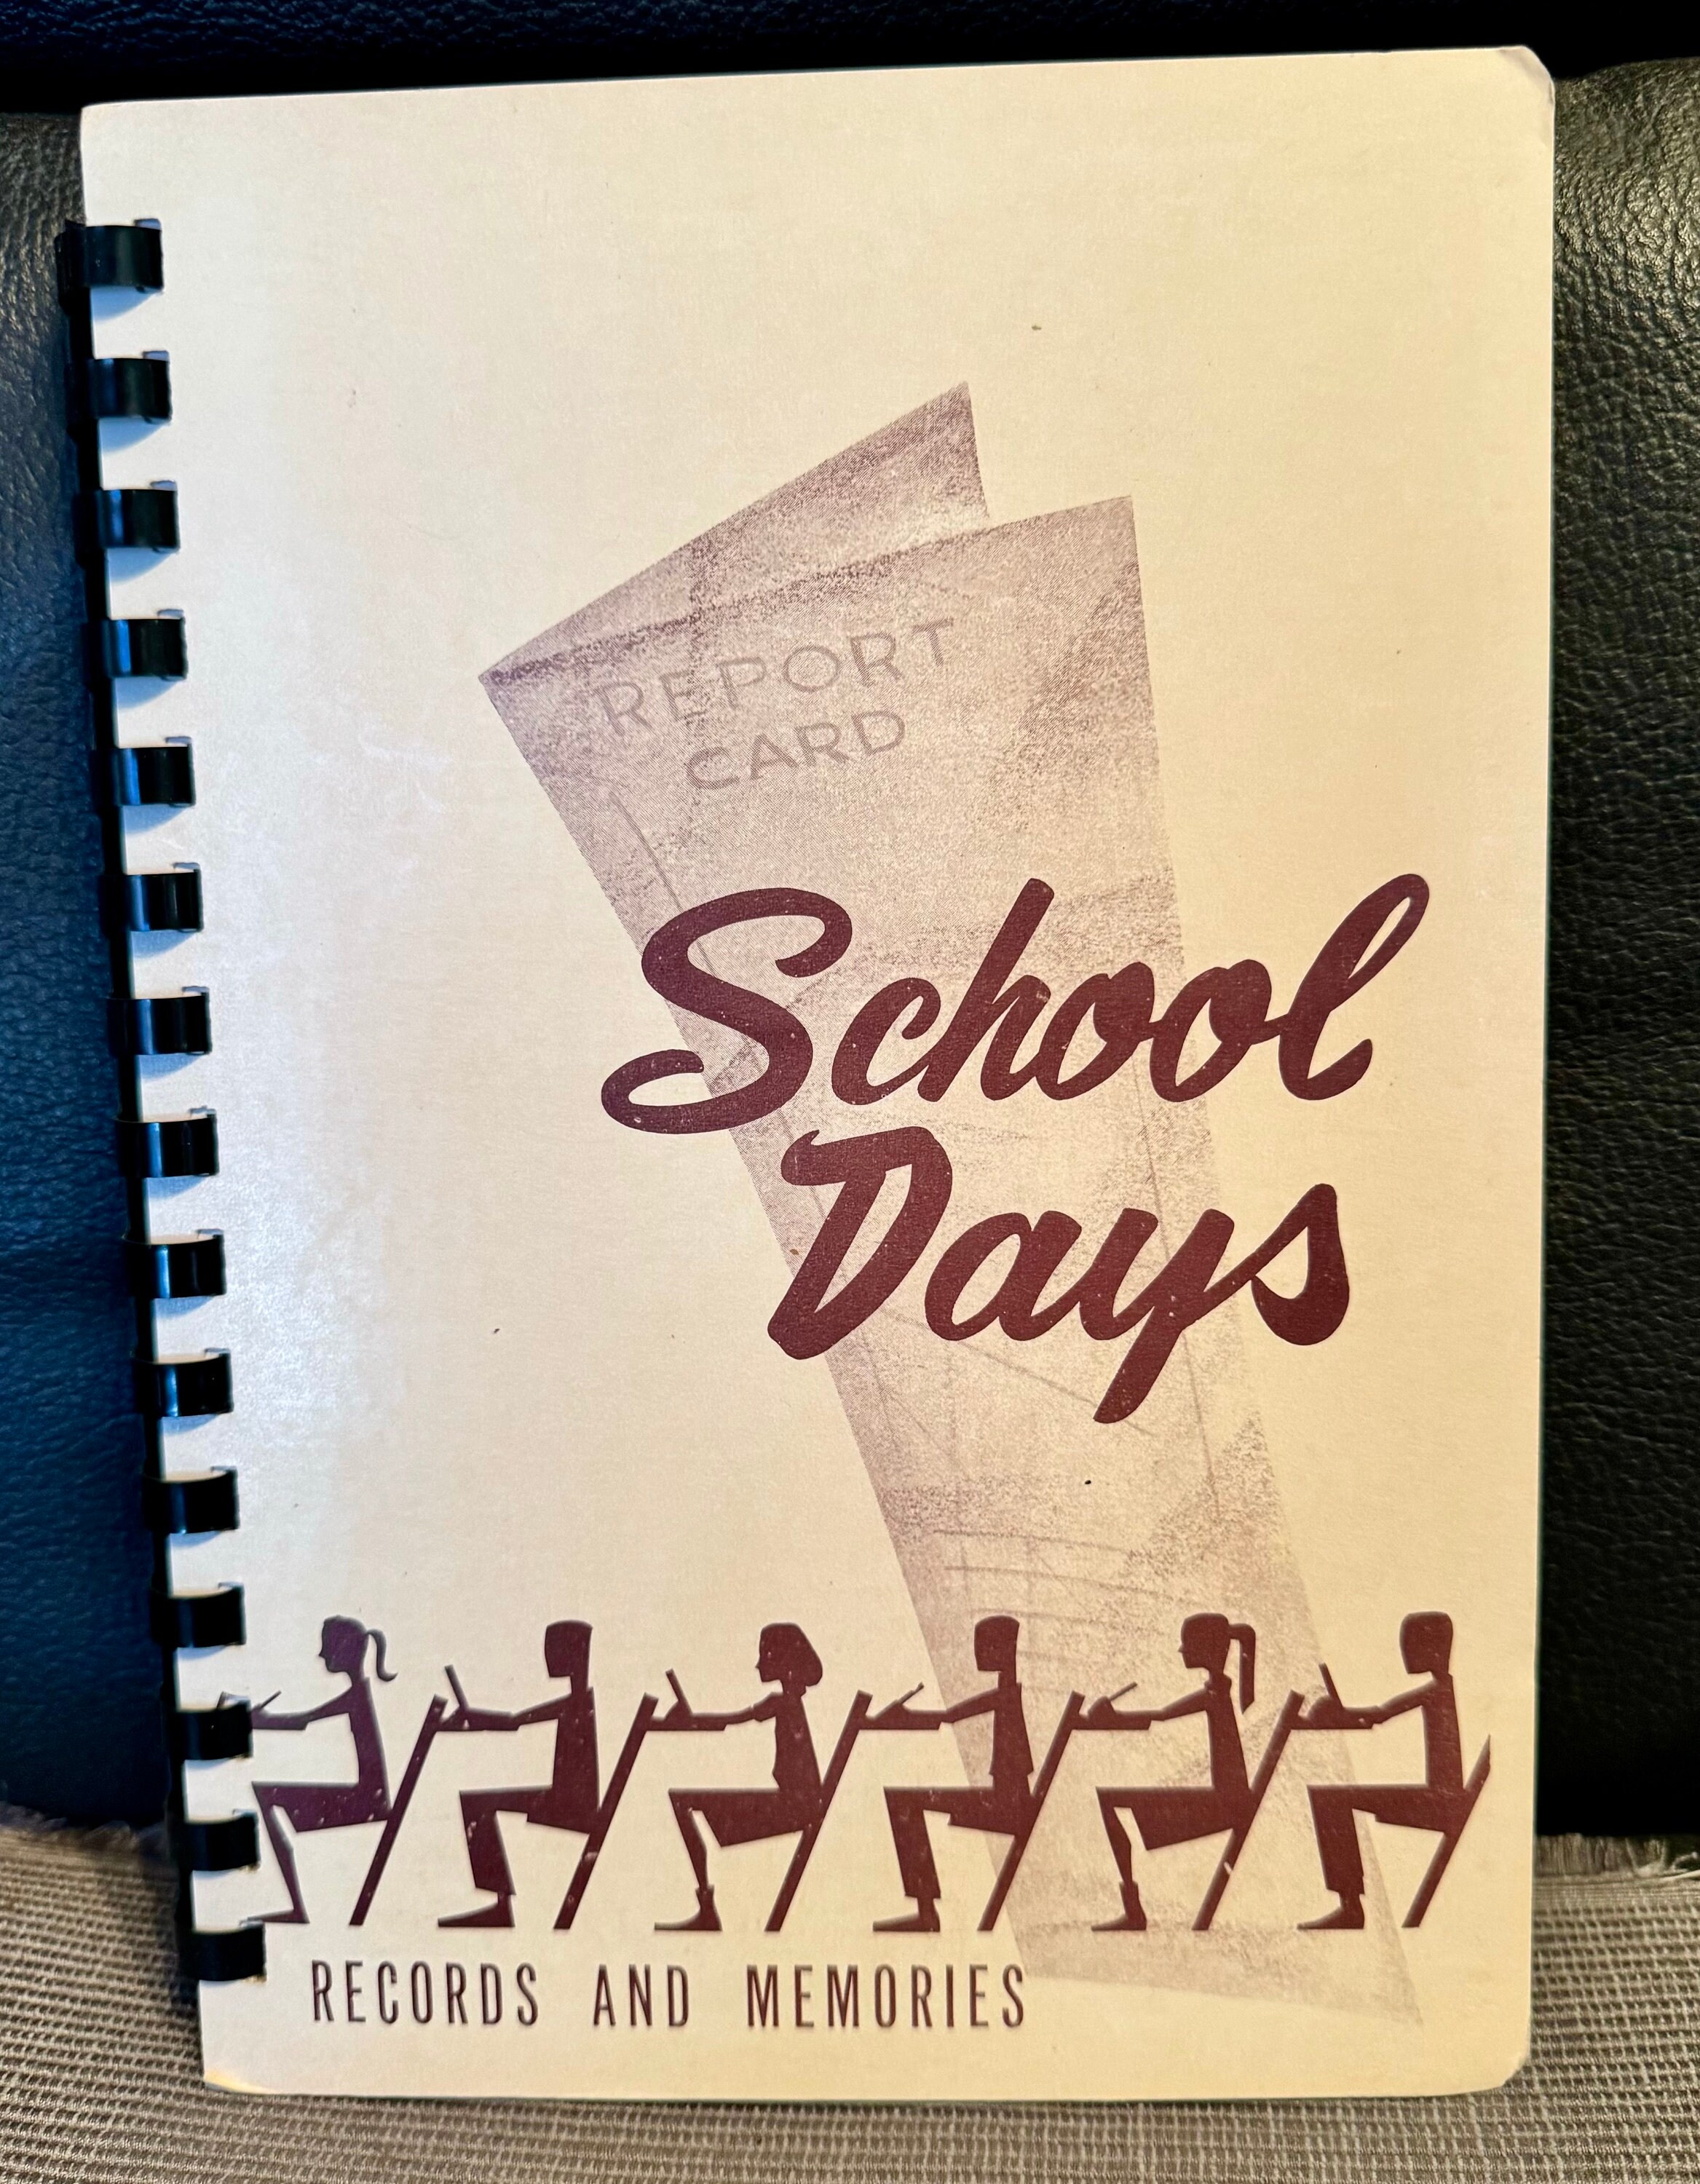 REPORT
CARD
School
Days
RECORDS AND MEMORIES